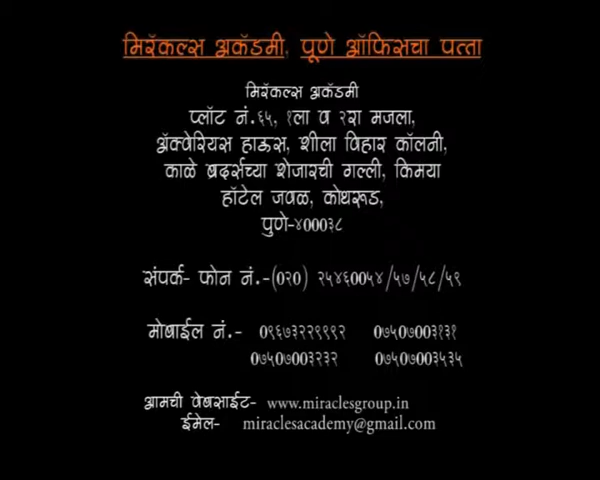 मिरॅकल्स अकॅडमी, पूणे ऑफिसचा पत्ता
मिरॅकल्स अकॅडमी
प्लॉट नं.६५, १ला व २रा मजला,
ॲक्वेरियस हाऊस, शीला विहार कॉलनी,
काळे ब्रदर्सच्या शेजारची गल्ली, किमया
हॉटेल जवळ, कोथरूड,
पुणे-४०००३८
संपर्क- फोन नं.-(०२०) २५४६००५४/५७/५८/५९
मोबाईल नं.- ०९६७३२२९९९२ ०७५०७००३१३१
०७५०७००३२३२ ०७५०७००३५३५
आमची वेबसाईट- www.miraclesgroup.in
ईमेल- miraclesacademy@gmail.com